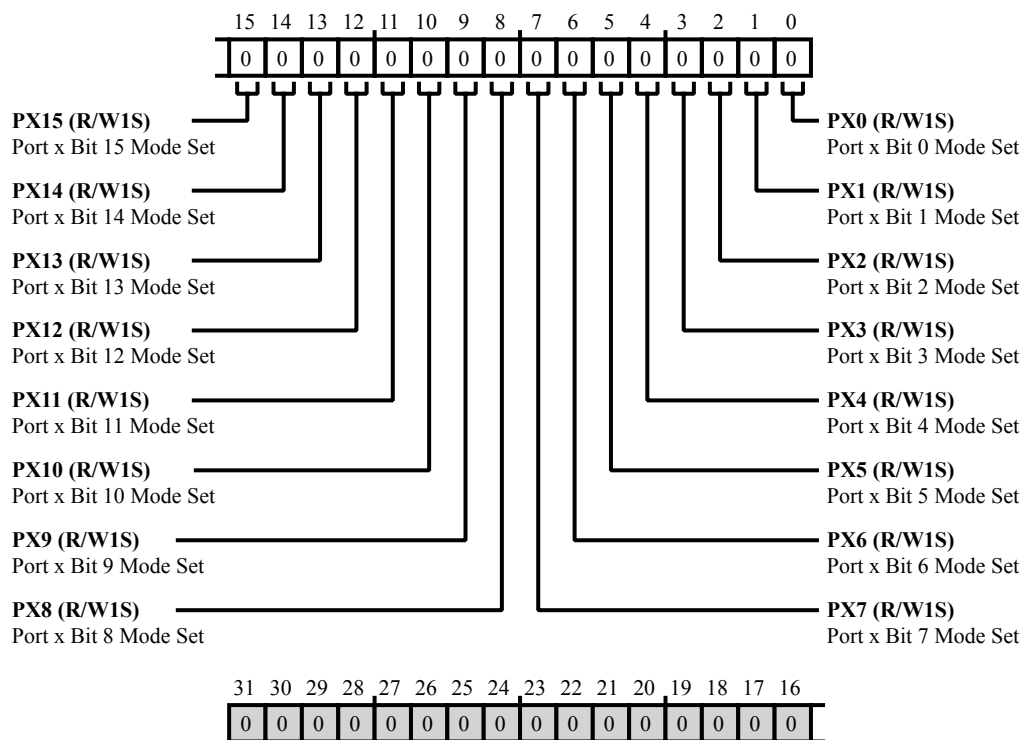 15 14 13 12 11 10 9 8 7 6 5 4 3 2 1 0
0 0 0 0 0 0 0 0 0 0 0 0 0 0 0 0
PX15 (R/W1S)
Port x Bit 15 Mode Set
PX14 (R/W1S)
Port x Bit 14 Mode Set
PX13 (R/W1S)
Port x Bit 13 Mode Set
PX12 (R/W1S)
Port x Bit 12 Mode Set
PX11 (R/W1S)
Port x Bit 11 Mode Set
PX10 (R/W1S)
Port x Bit 10 Mode Set
PX9 (R/W1S)
Port x Bit 9 Mode Set
PX8 (R/W1S)
Port x Bit 8 Mode Set
PX0 (R/W1S)
Port x Bit 0 Mode Set
PX1 (R/W1S)
Port x Bit 1 Mode Set
PX2 (R/W1S)
Port x Bit 2 Mode Set
PX3 (R/W1S)
Port x Bit 3 Mode Set
PX4 (R/W1S)
Port x Bit 4 Mode Set
PX5 (R/W1S)
Port x Bit 5 Mode Set
PX6 (R/W1S)
Port x Bit 6 Mode Set
PX7 (R/W1S)
Port x Bit 7 Mode Set
31 30 29 28 27 26 25 24 23 22 21 20 19 18 17 16
0 0 0 0 0 0 0 0 0 0 0 0 0 0 0 0